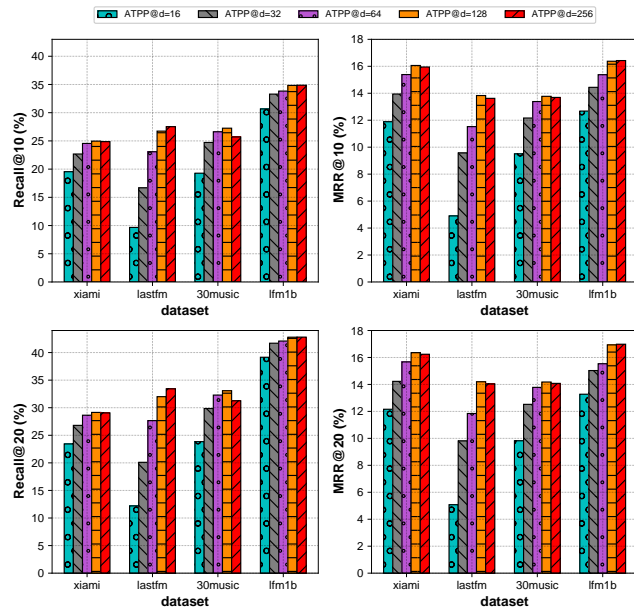 ATPP@d=16 ATPP@d=32 ATPP@d=64 ATPP@d=128 ATPP@d=256
Recall@10 (%)
40
35
30
25
20
15
10
5
0
xiami lastfm 30music lfm1b
dataset
MRR@10 (%)
18
16
14
12
10
8
6
4
2
0
xiami lastfm 30music lfm1b
dataset
Recall@20 (%)
40
35
30
25
20
15
10
5
0
xiami lastfm 30music lfm1b
dataset
MRR@20 (%)
18
16
14
12
10
8
6
4
2
0
xiami lastfm 30music lfm1b
dataset